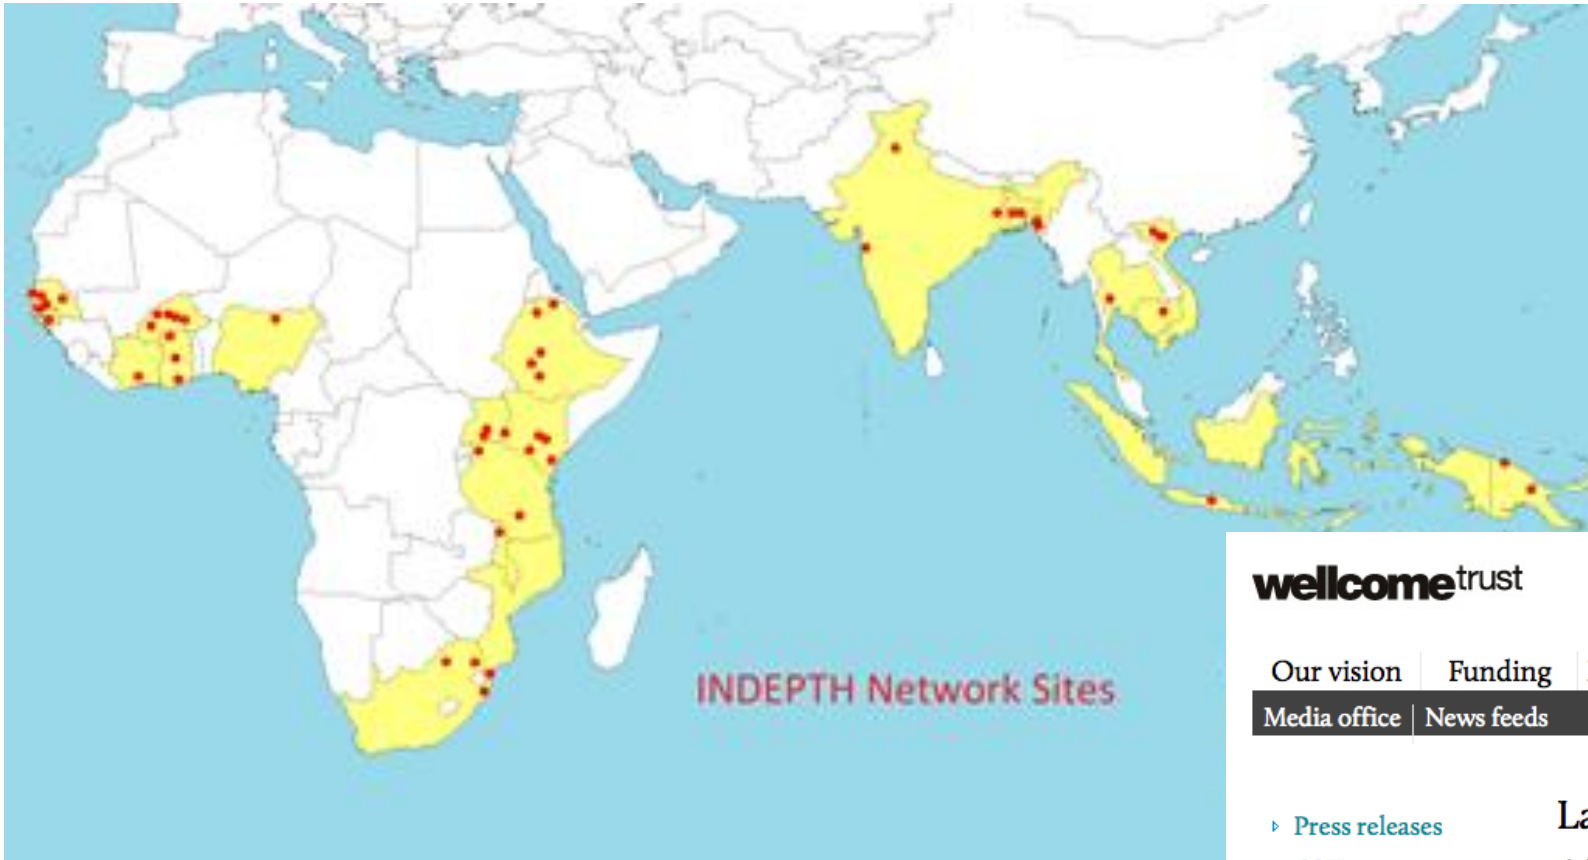 INDEPTH Network Sites
wellcometrust
Our vision Funding
Media office News feeds
Press releases